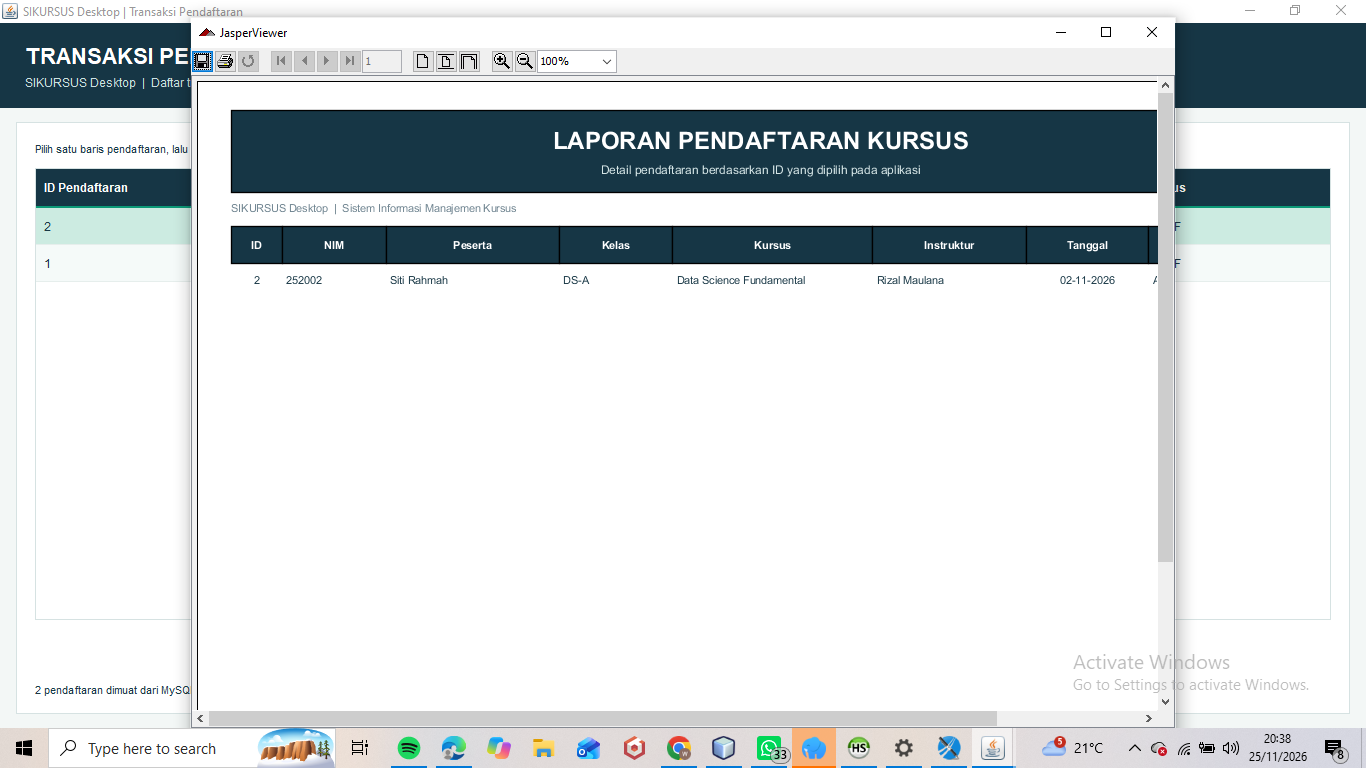 SIKURSUS Desktop | Transaksi Pendaftaran
JasperViewer
TRANSAKSI PE
SIKURSUS Desktop | Daftar t
1
100%
LAPORAN PENDAFTARAN KURSUS
Detail pendaftaran berdasarkan ID yang dipilih pada aplikasi
Pilih satu baris pendaftaran, lalu
SIKURSUS Desktop | Sistem Informasi Manajemen Kursus
ID Pendaftaran
us
ID NIM Peserta Kelas Kursus Instruktur Tanggal
2
F
2 252002 Siti Rahmah DS-A Data Science Fundamental Rizal Maulana 02-11-2026
1
F
2 pendaftaran dimuat dari MySQ
Activate Windows
Go to Settings to activate Windows.
Type here to search
33
HS
5
21°C
20:38
25/11/2026
8